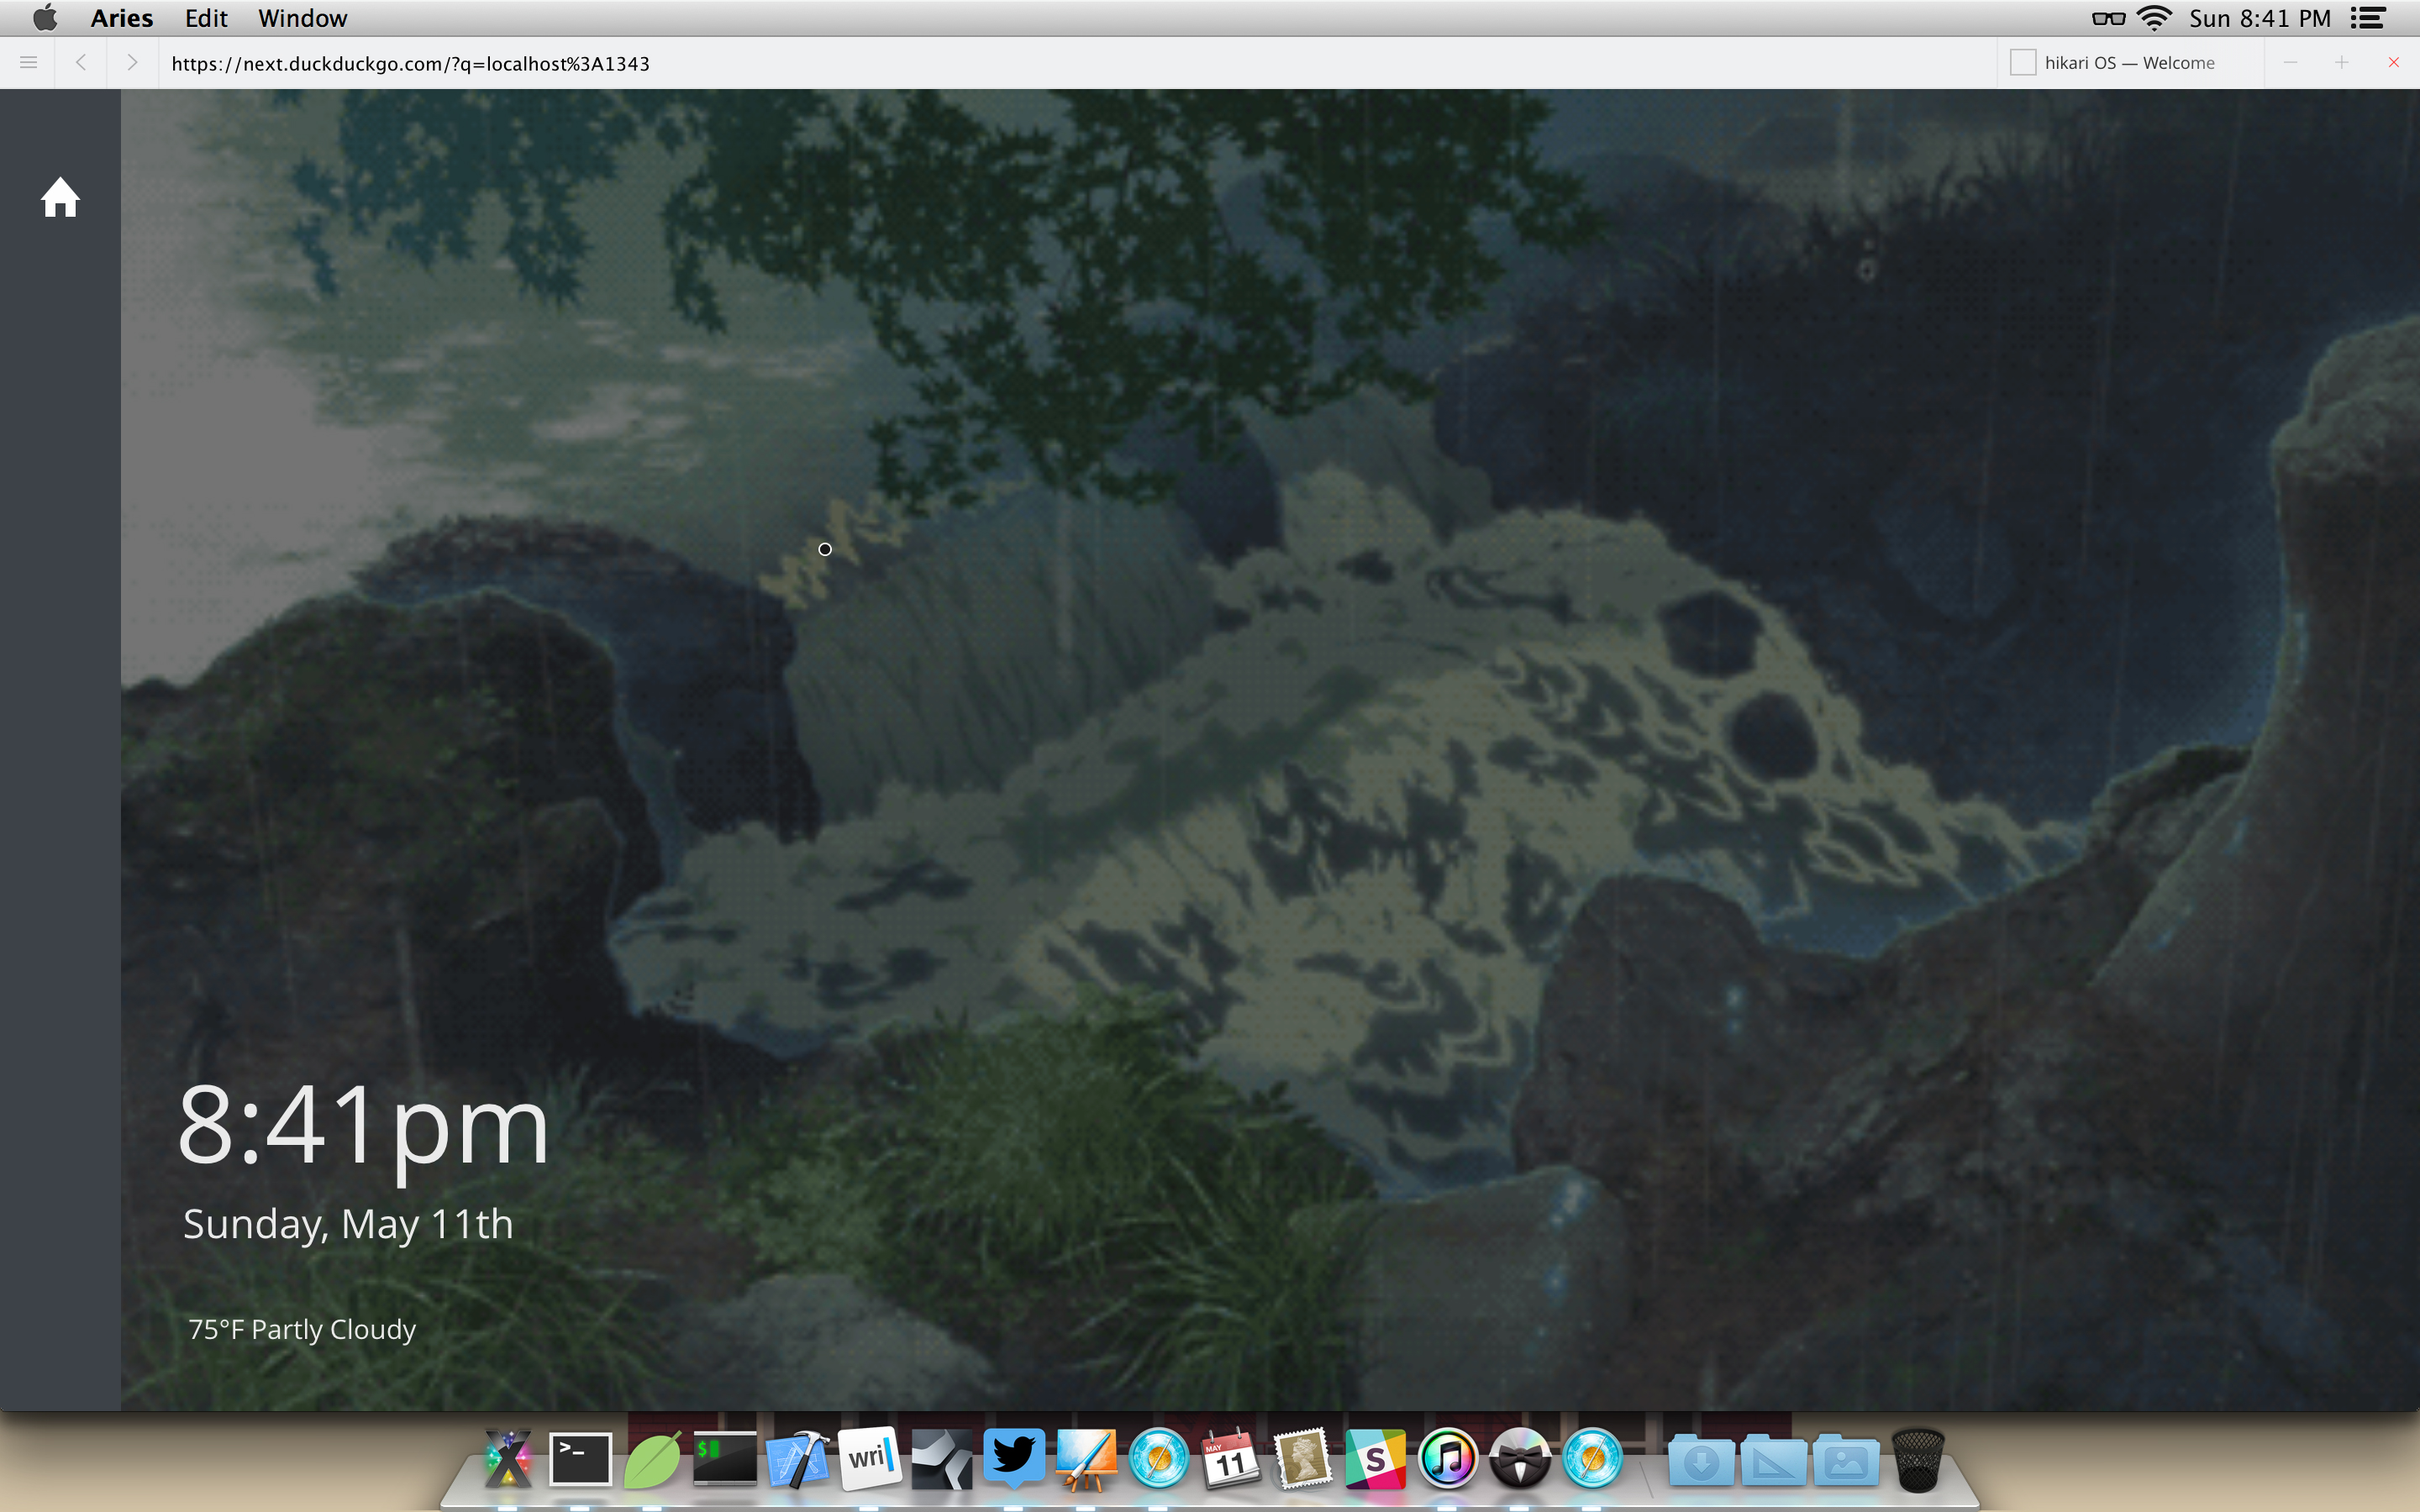 Aries Edit Window Sun 8:41 PM
https://next.duckduckgo.com/?q=localhost%3A1343 hikari OS — Welcome
8:41pm
Sunday, May 11th
75°F Partly Cloudy
>_
$
wri
MAY
11
S